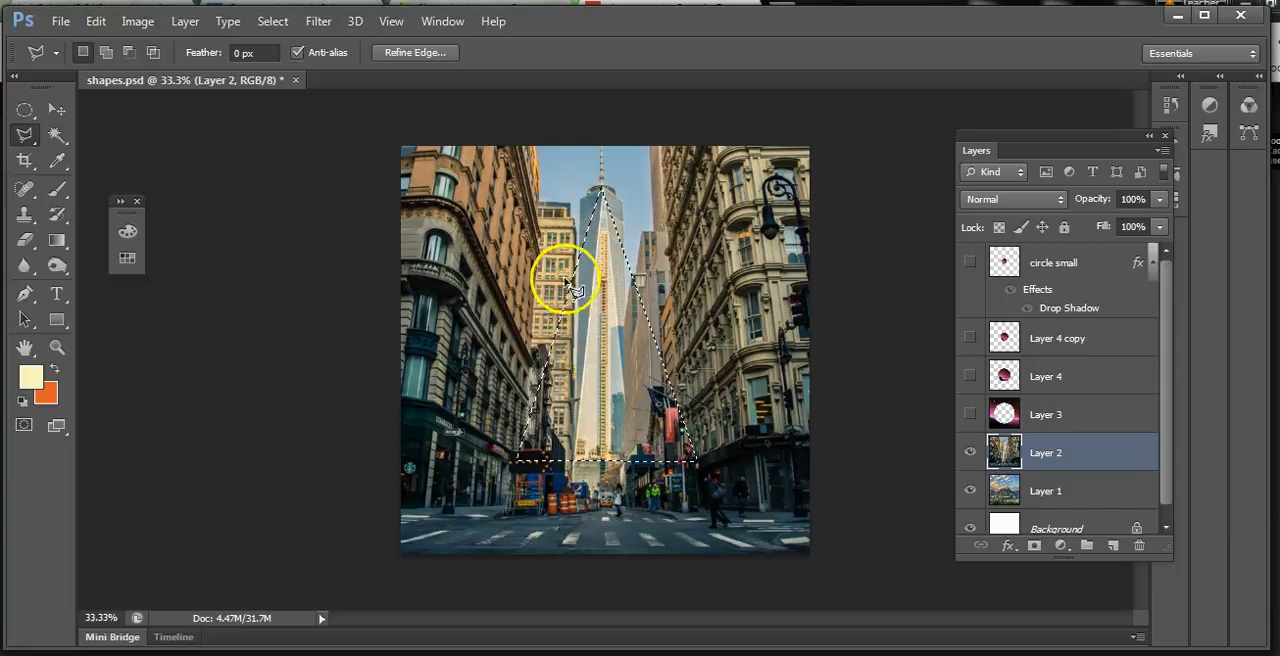 Ps File Edit Image Layer Type Select Filter 3D View Window Help
Feather: 0 px Anti-alias Refine Edge... Essentials
shapes.psd @ 33.3% (Layer 2, RGB/8) * ×
Layers
Kind
Normal Opacity: 100%
Lock: Fill: 100%
circle small fx
Effects
Drop Shadow
Layer 4 copy
Layer 4
Layer 3
Layer 2
Layer 1
Background
33.33% Doc: 4.47M/31.7M
Mini Bridge Timeline